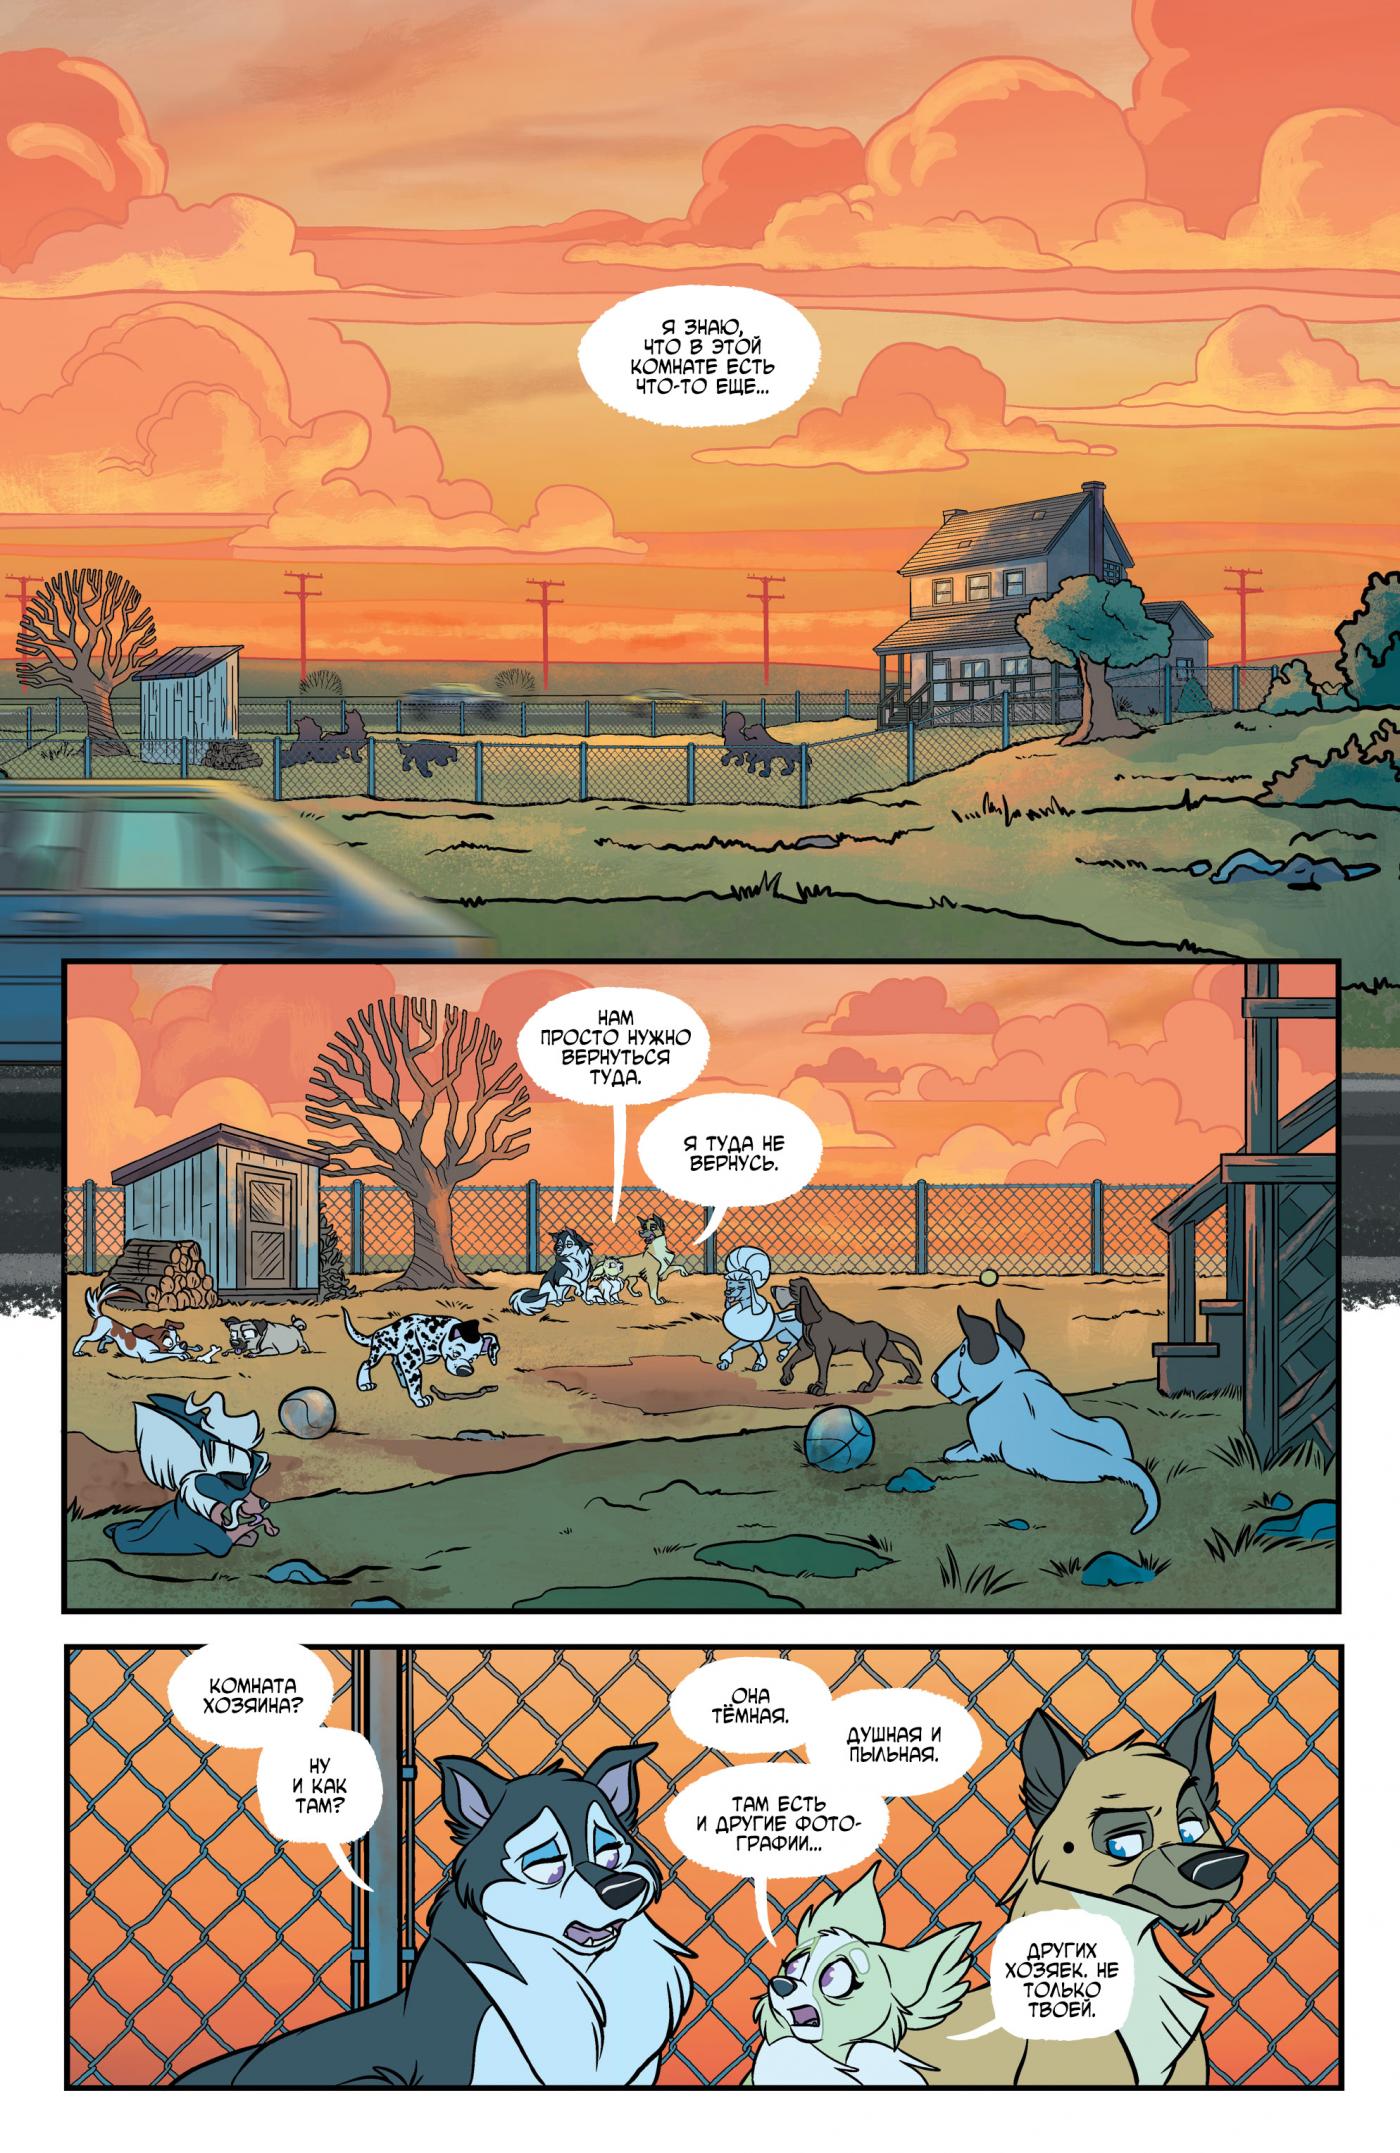 Я ЗНАЮ,
ЧТО В ЭТОЙ
КОМНАТЕ ЕСТЬ
ЧТО-ТО ЕЩЕ...
НАМ
ПРОСТО НУЖНО
ВЕРНУТЬСЯ
ТУДА.
Я ТУДА НЕ
ВЕРНУСЬ.
КОМНАТА
ХОЗЯИНА?
НУ
И КАК
ТАМ?
ОНА
ТЁМНАЯ.
ДУШНАЯ И
ПЫЛЬНАЯ.
ТАМ ЕСТЬ
И ДРУГИЕ ФОТО-
ГРАФИИ...
ДРУГИХ
ХОЗЯЕК. НЕ
ТОЛЬКО
ТВОЕЙ.